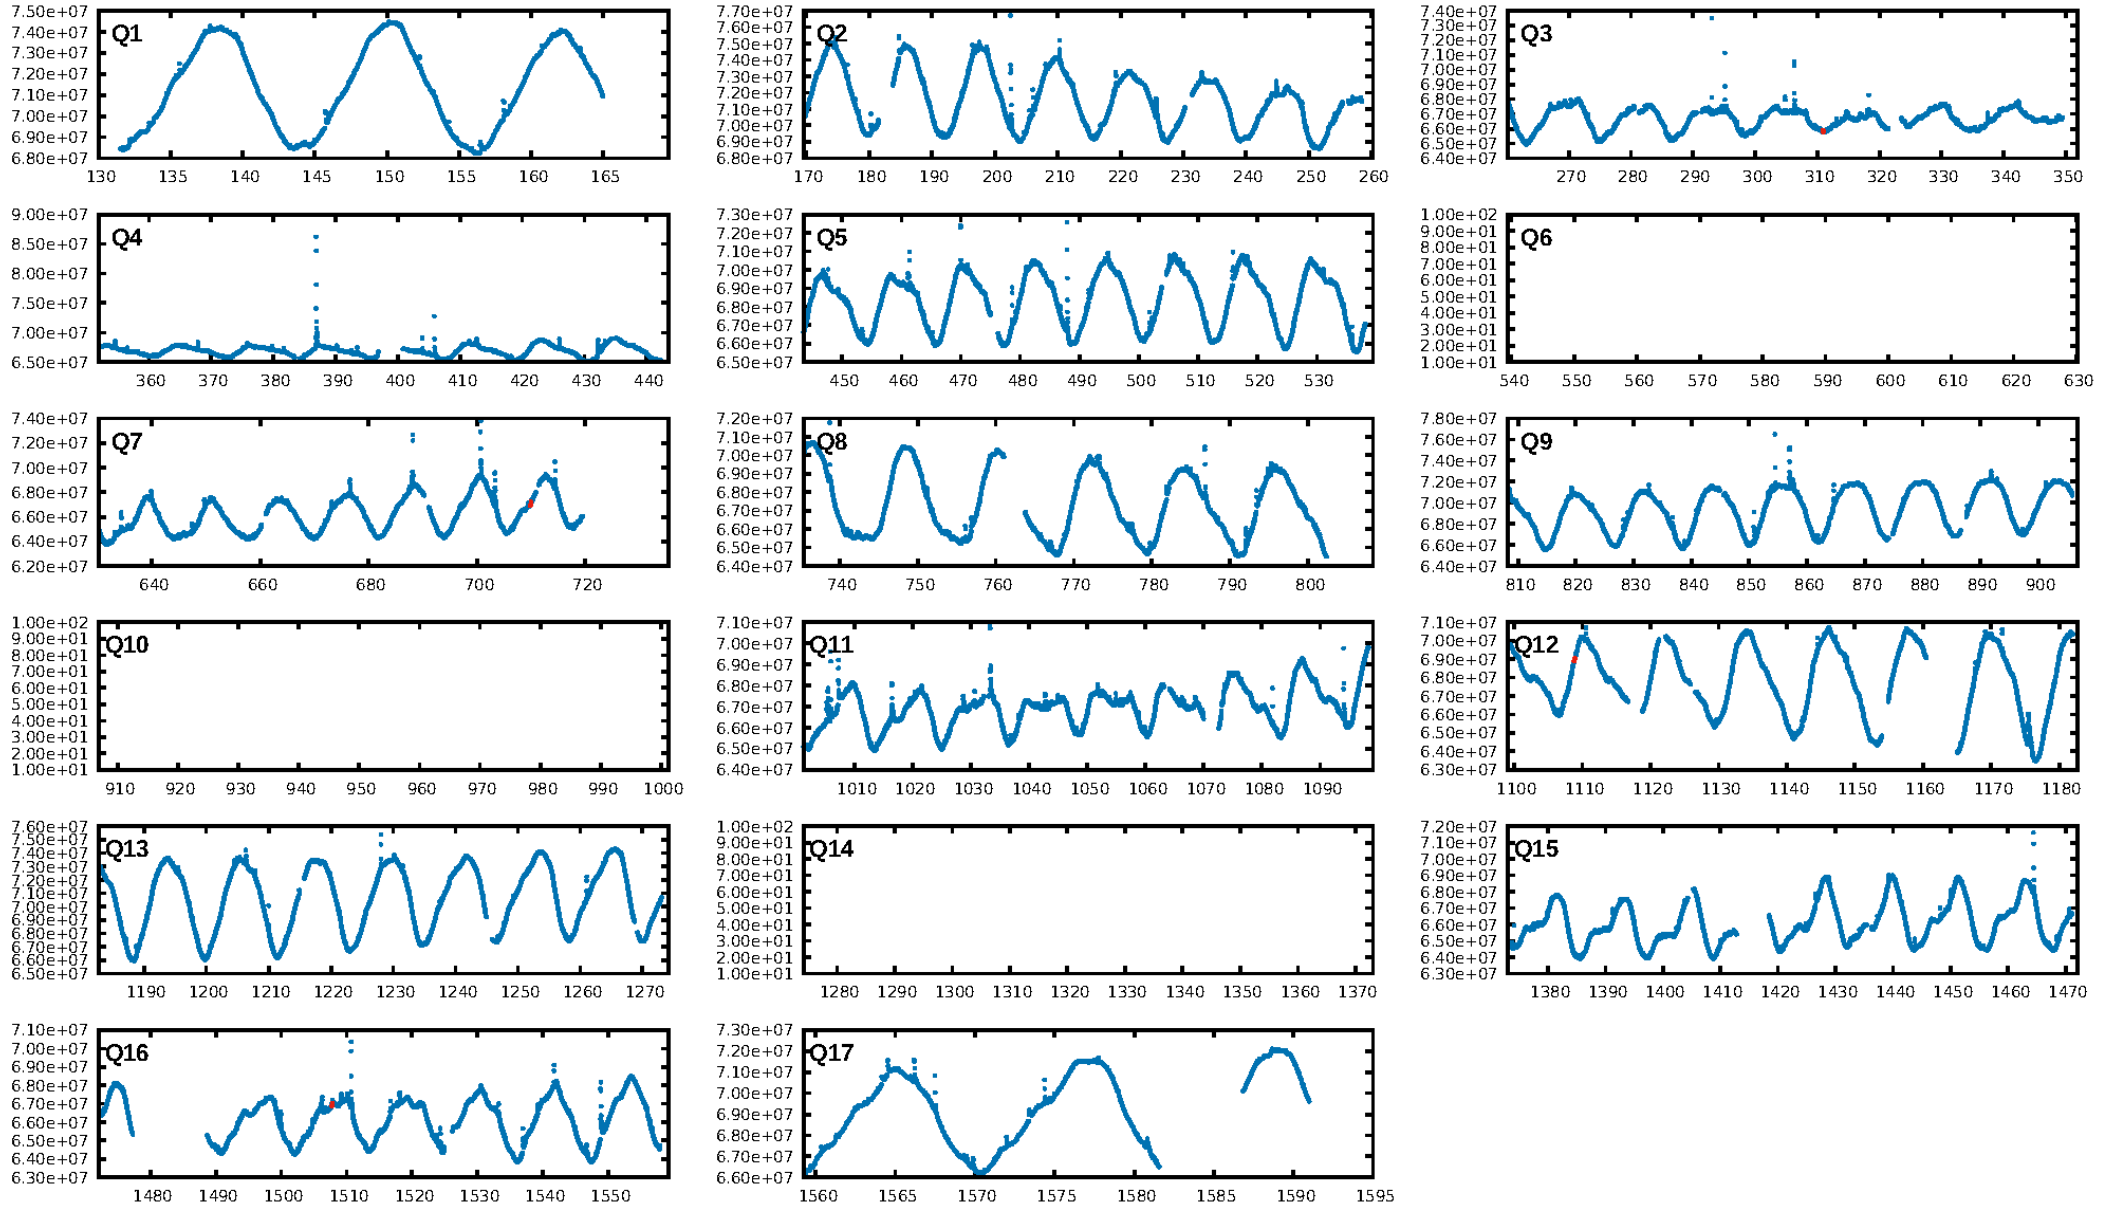 7.50e+07
7.40e+07
7.30e+07
7.20e+07
7.10e+07
7.00e+07
6.90e+07
6.80e+07
Q1
130 135 140 145 150 155 160 165
7.70e+07
7.60e+07
7.50e+07
7.40e+07
7.30e+07
7.20e+07
7.10e+07
7.00e+07
6.90e+07
6.80e+07
Q2
170 180 190 200 210 220 230 240 250 260
7.40e+07
7.30e+07
7.20e+07
7.10e+07
7.00e+07
6.90e+07
6.80e+07
6.70e+07
6.60e+07
6.50e+07
6.40e+07
Q3
270 280 290 300 310 320 330 340 350
9.00e+07
8.50e+07
8.00e+07
7.50e+07
7.00e+07
6.50e+07
Q4
360 370 380 390 400 410 420 430 440
7.30e+07
7.20e+07
7.10e+07
7.00e+07
6.90e+07
6.80e+07
6.70e+07
6.60e+07
6.50e+07
Q5
450 460 470 480 490 500 510 520 530
1.00e+02
9.00e+01
8.00e+01
7.00e+01
6.00e+01
5.00e+01
4.00e+01
3.00e+01
2.00e+01
1.00e+01
Q6
540 550 560 570 580 590 600 610 620 630
7.40e+07
7.20e+07
7.00e+07
6.80e+07
6.60e+07
6.40e+07
6.20e+07
Q7
640 660 680 700 720
7.20e+07
7.10e+07
7.00e+07
6.90e+07
6.80e+07
6.70e+07
6.60e+07
6.50e+07
6.40e+07
Q8
740 750 760 770 780 790 800
7.80e+07
7.60e+07
7.40e+07
7.20e+07
7.00e+07
6.80e+07
6.60e+07
6.40e+07
Q9
810 820 830 840 850 860 870 880 890 900
1.00e+02
9.00e+01
8.00e+01
7.00e+01
6.00e+01
5.00e+01
4.00e+01
3.00e+01
2.00e+01
1.00e+01
Q10
910 920 930 940 950 960 970 980 990 1000
7.10e+07
7.00e+07
6.90e+07
6.80e+07
6.70e+07
6.60e+07
6.50e+07
6.40e+07
Q11
1010 1020 1030 1040 1050 1060 1070 1080 1090
7.10e+07
7.00e+07
6.90e+07
6.80e+07
6.70e+07
6.60e+07
6.50e+07
6.40e+07
6.30e+07
Q12
1100 1110 1120 1130 1140 1150 1160 1170 1180
7.60e+07
7.50e+07
7.40e+07
7.30e+07
7.20e+07
7.10e+07
7.00e+07
6.90e+07
6.80e+07
6.70e+07
6.60e+07
6.50e+07
Q13
1190 1200 1210 1220 1230 1240 1250 1260 1270
1.00e+02
9.00e+01
8.00e+01
7.00e+01
6.00e+01
5.00e+01
4.00e+01
3.00e+01
2.00e+01
1.00e+01
Q14
1280 1290 1300 1310 1320 1330 1340 1350 1360 1370
7.20e+07
7.10e+07
7.00e+07
6.90e+07
6.80e+07
6.70e+07
6.60e+07
6.50e+07
6.40e+07
6.30e+07
Q15
1380 1390 1400 1410 1420 1430 1440 1450 1460 1470
7.10e+07
7.00e+07
6.90e+07
6.80e+07
6.70e+07
6.60e+07
6.50e+07
6.40e+07
6.30e+07
Q16
1480 1490 1500 1510 1520 1530 1540 1550
7.30e+07
7.20e+07
7.10e+07
7.00e+07
6.90e+07
6.80e+07
6.70e+07
6.60e+07
Q17
1560 1565 1570 1575 1580 1585 1590 1595